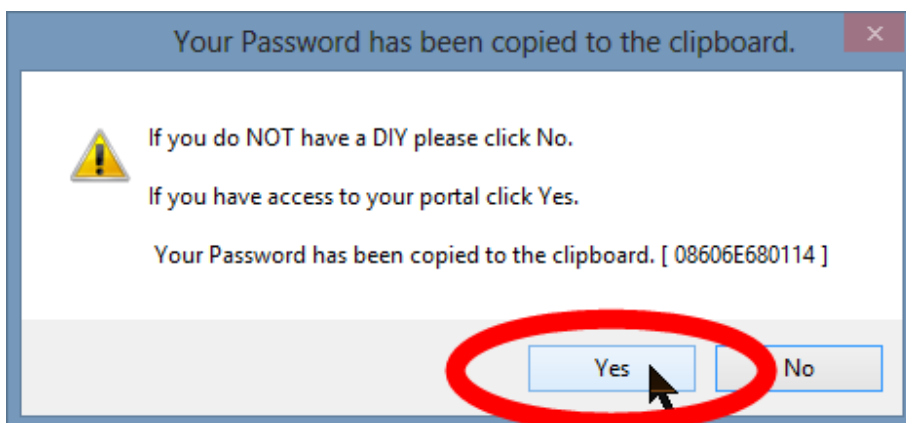 Your Password has been copied to the clipboard.
If you do NOT have a DIY please click No.
If you have access to your portal click Yes.
Your Password has been copied to the clipboard. [ 08606E680114 ]
Yes
No